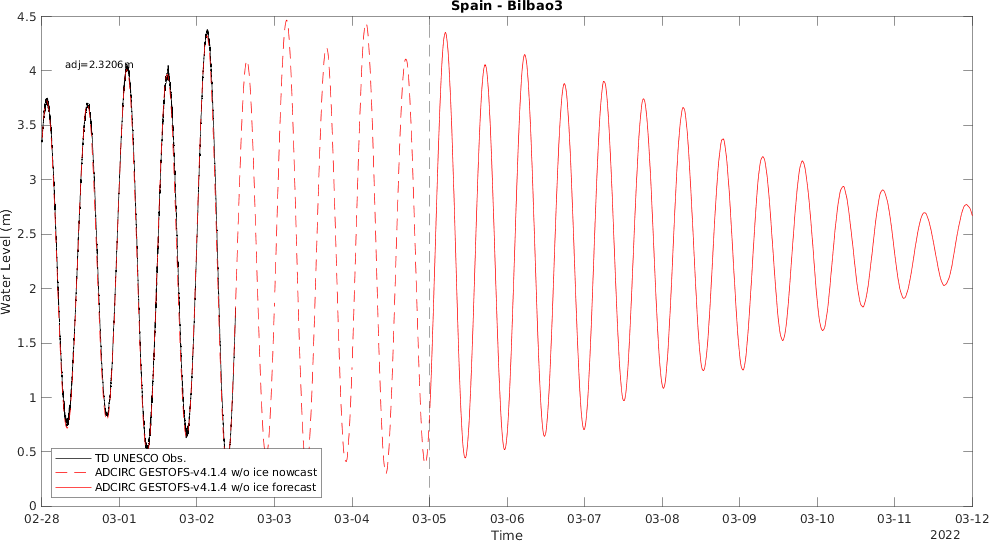 Spain - Bilbao3
4.5
4
3.5
3
2.5
2
1.5
1
0.5
0
Water Level (m)
adj=2.3206m
TD UNESCO Obs.
ADCIRC GESTOFS-v4.1.4 w/o ice nowcast
ADCIRC GESTOFS-v4.1.4 w/o ice forecast
02-28 03-01 03-02 03-03 03-04 03-05 03-06 03-07 03-08 03-09 03-10 03-11 03-12
Time
2022